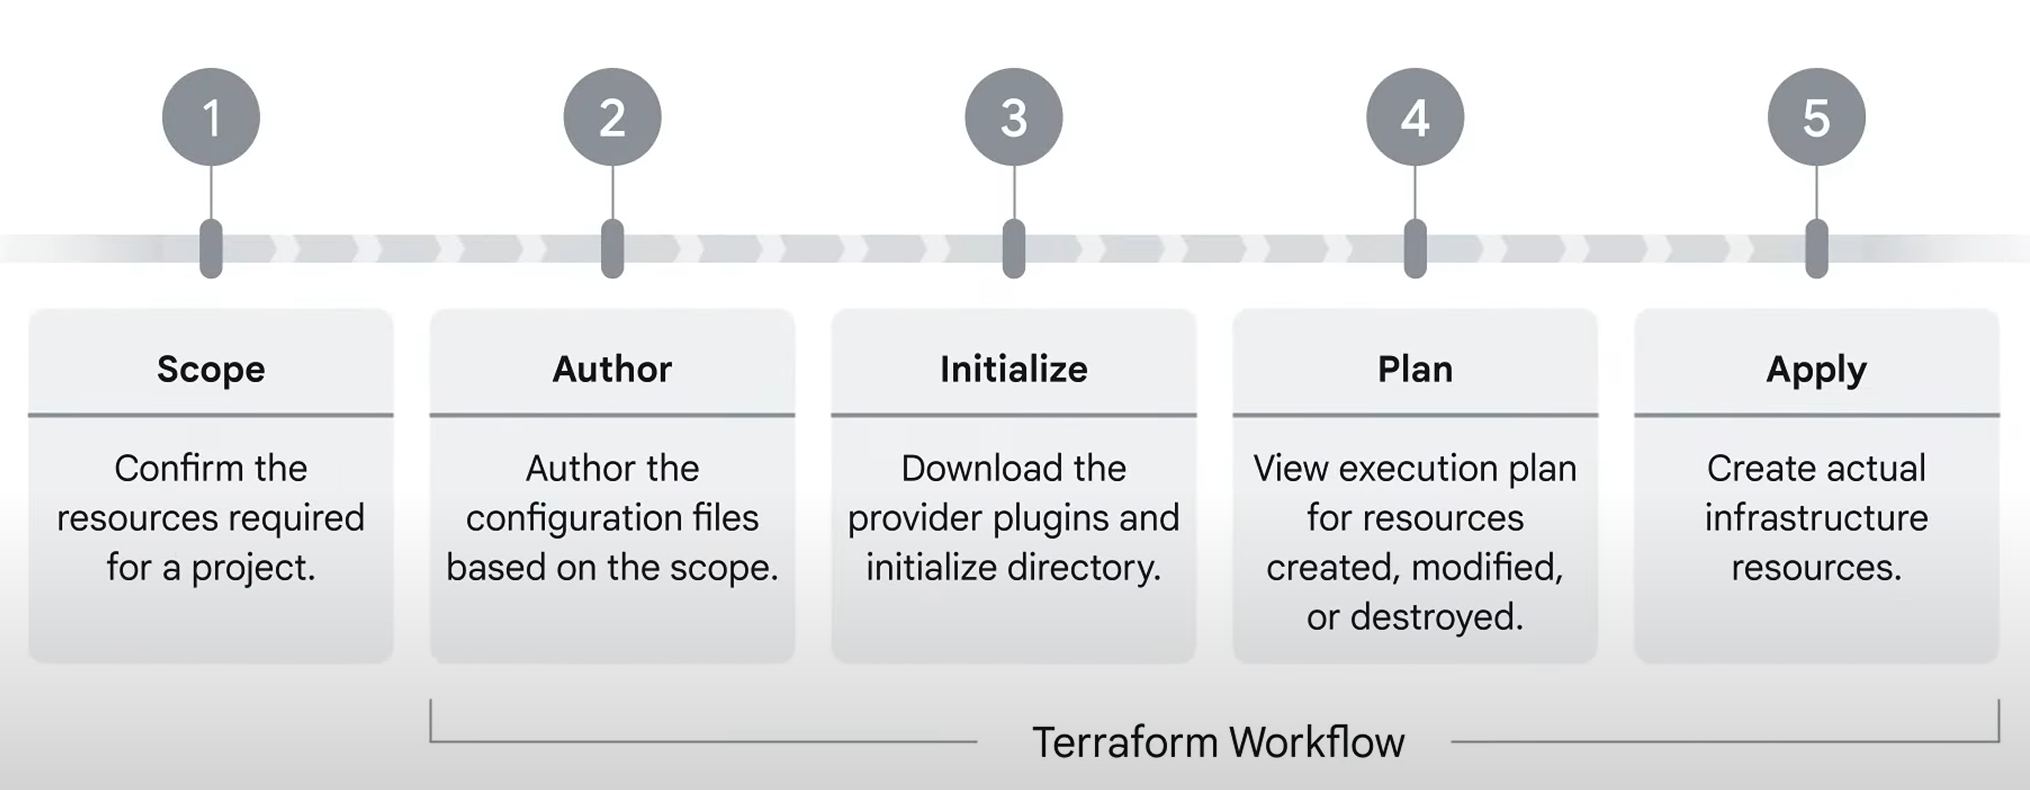 1
2
3
4
5
Scope
Confirm the
resources required
for a project.
Author
Author the
configuration files
based on the scope.
Initialize
Download the
provider plugins and
initialize directory.
Plan
View execution plan
for resources
created, modified,
or destroyed.
Apply
Create actual
infrastructure
resources.
Terraform Workflow